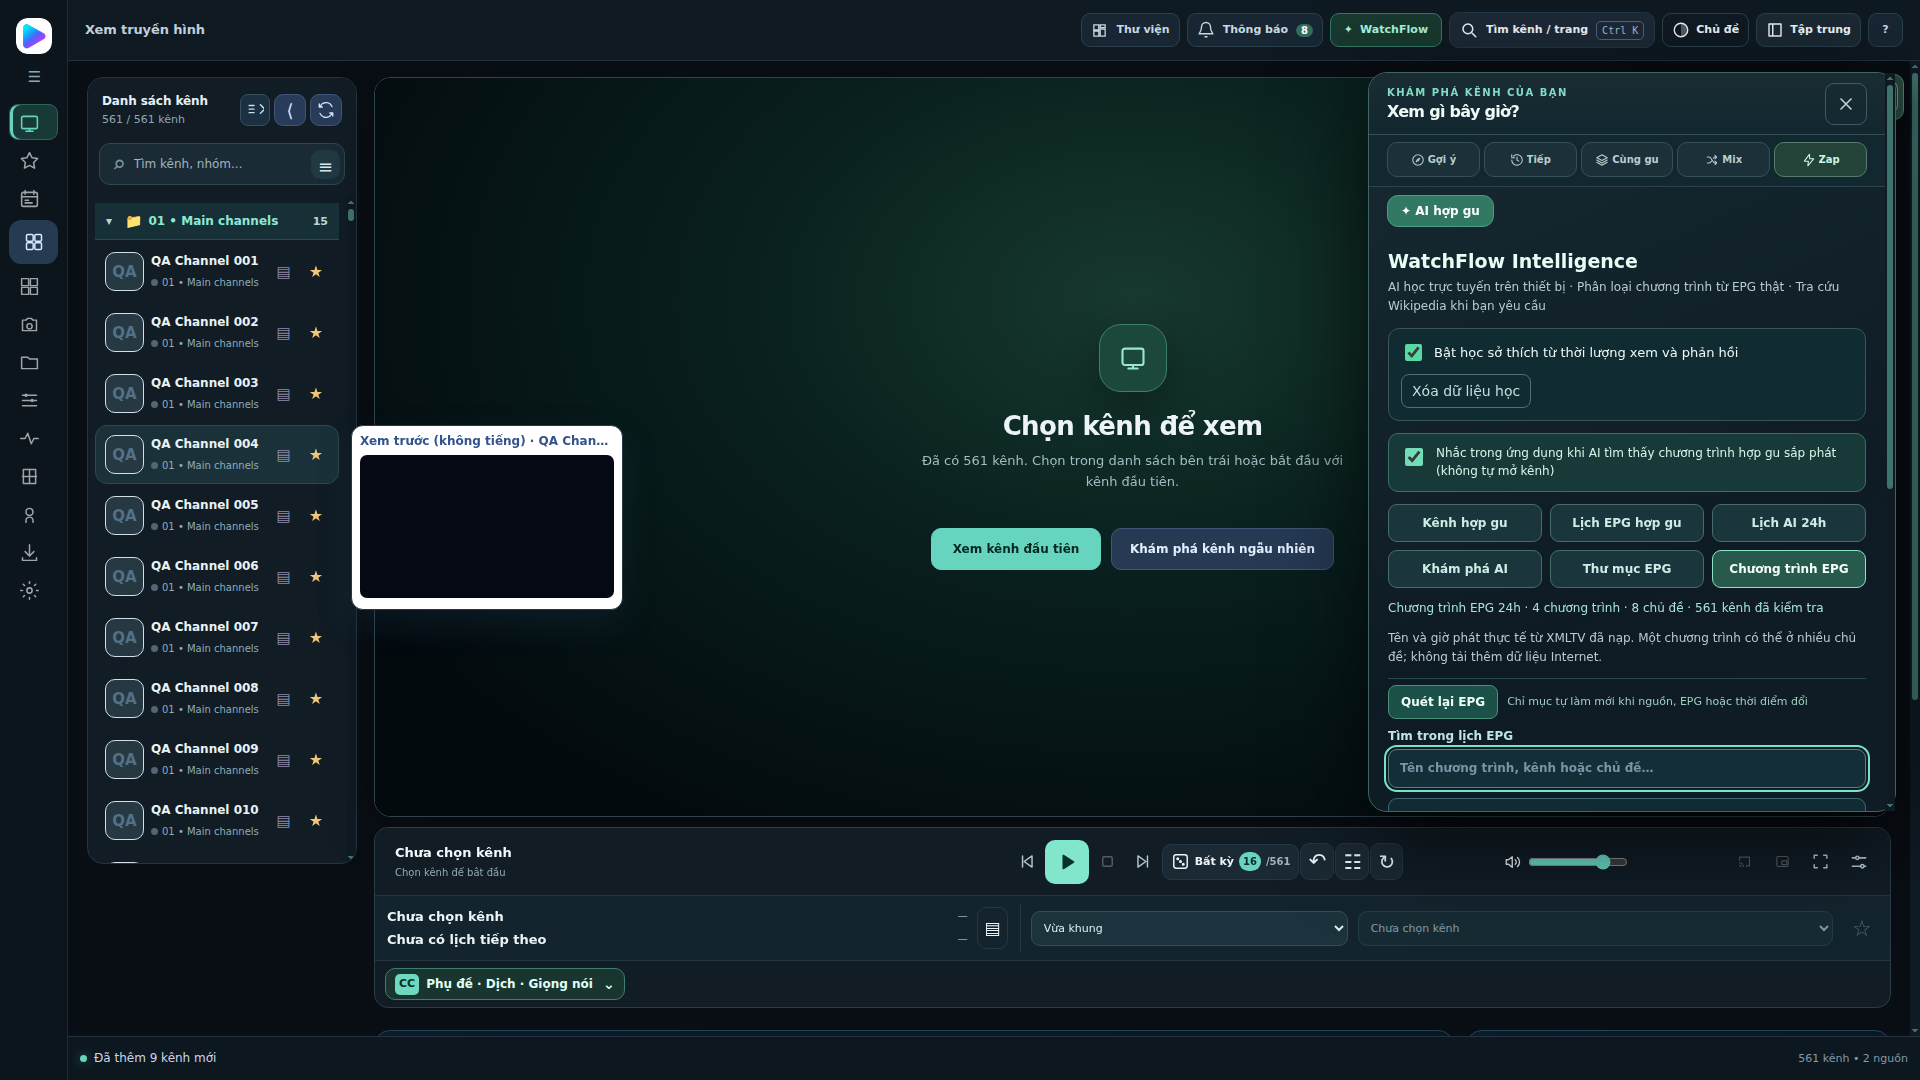 Xem truyền hình
Thư viện
Thông báo 8
✦ WatchFlow
Tìm kênh / trang Ctrl K
Chủ đề
Tập trung
?
Danh sách kênh
561 / 561 kênh
Tìm kênh, nhóm...
01 • Main channels 15
QA QA Channel 001
01 • Main channels
QA QA Channel 002
01 • Main channels
QA QA Channel 003
01 • Main channels
QA QA Channel 004
01 • Main channels
QA QA Channel 005
01 • Main channels
QA QA Channel 006
01 • Main channels
QA QA Channel 007
01 • Main channels
QA QA Channel 008
01 • Main channels
QA QA Channel 009
01 • Main channels
QA QA Channel 010
01 • Main channels
Xem trước (không tiếng) · QA Chan...
Chọn kênh để xem
Đã có 561 kênh. Chọn trong danh sách bên trái hoặc bắt đầu với
kênh đầu tiên.
Xem kênh đầu tiên
Khám phá kênh ngẫu nhiên
KHÁM PHÁ KÊNH CỦA BẠN
Xem gì bây giờ?
Gợi ý
Tiếp
Cùng gu
Mix
Zap
✦ AI hợp gu
WatchFlow Intelligence
AI học trực tuyến trên thiết bị · Phân loại chương trình từ EPG thật · Tra cứu
Wikipedia khi bạn yêu cầu
Bật học sở thích từ thời lượng xem và phản hồi
Xóa dữ liệu học
Nhắc trong ứng dụng khi AI tìm thấy chương trình hợp gu sắp phát
(không tự mở kênh)
Kênh hợp gu
Lịch EPG hợp gu
Lịch AI 24h
Khám phá AI
Thư mục EPG
Chương trình EPG
Chương trình EPG 24h · 4 chương trình · 8 chủ đề · 561 kênh đã kiểm tra
Tên và giờ phát thực tế từ XMLTV đã nạp. Một chương trình có thể ở nhiều chủ
đề; không tải thêm dữ liệu Internet.
Quét lại EPG
Chỉ mục tự làm mới khi nguồn, EPG hoặc thời điểm đổi
Tìm trong lịch EPG
Tên chương trình, kênh hoặc chủ đề...
Chưa chọn kênh
Chọn kênh để bắt đầu
Bất kỳ 16 /561
Chưa chọn kênh —
Chưa có lịch tiếp theo —
Vừa khung
Chưa chọn kênh
CC Phụ đề · Dịch · Giọng nói
Đã thêm 9 kênh mới
561 kênh • 2 nguồn